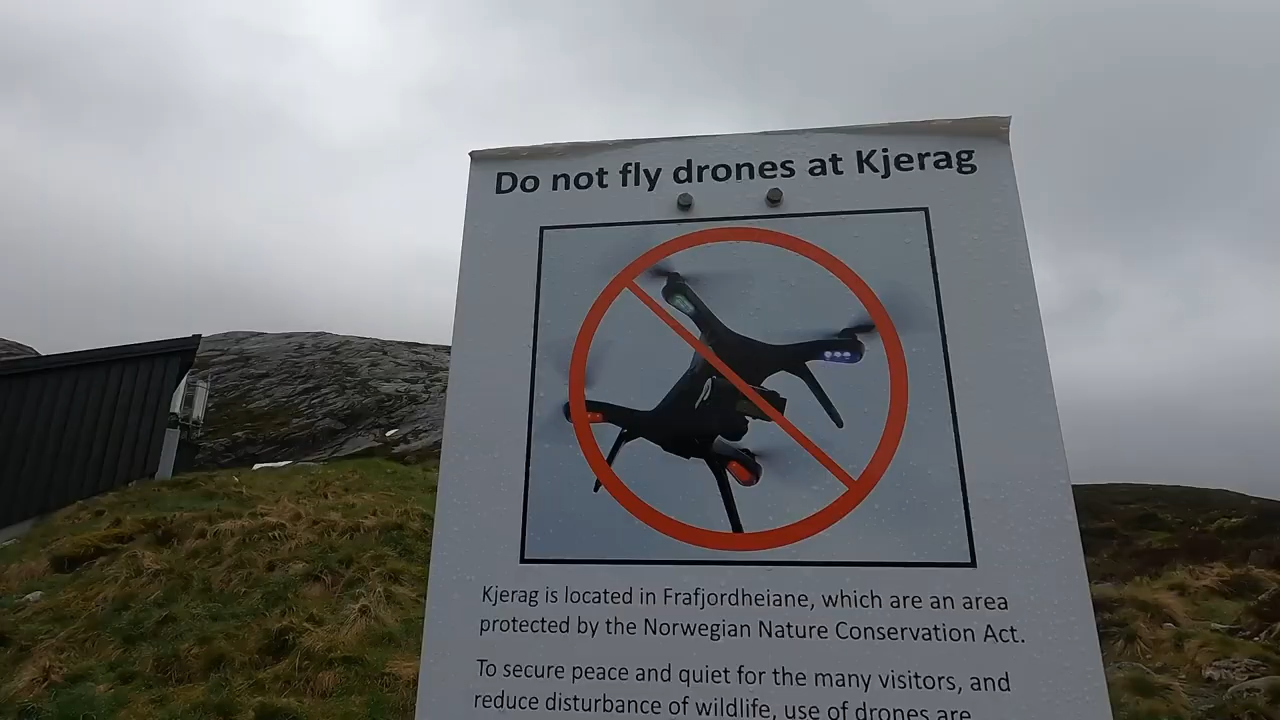 Do not fly drones at Kjerag
Kjerag is located in Frafjordheiane, which are an area
protected by the Norwegian Nature Conservation Act.
To secure peace and quiet for the many visitors, and
reduce disturbance of wildlife, use of drones are